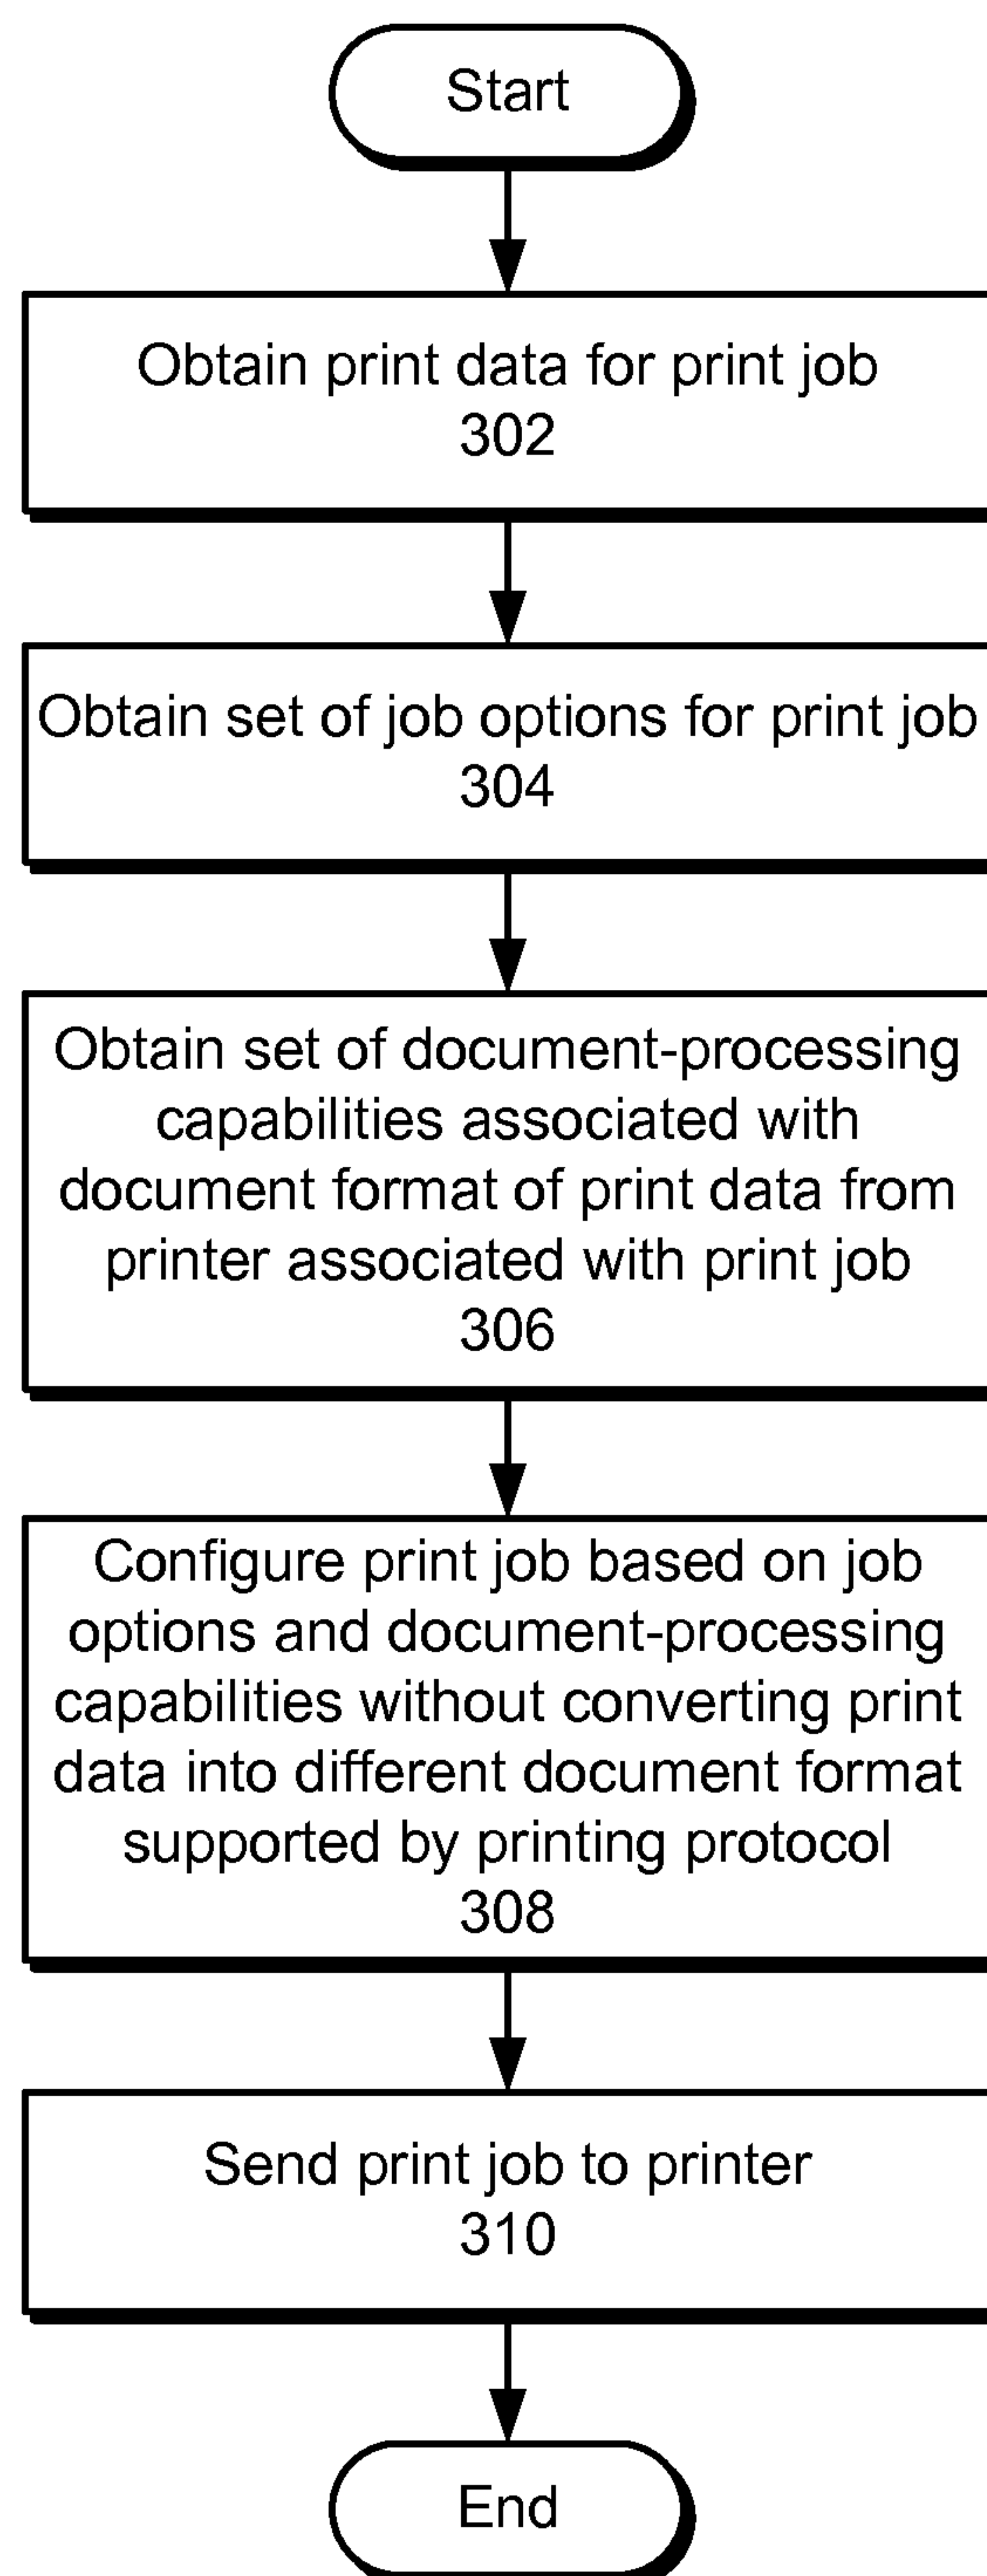 Start
Obtain print data for print job
302
Obtain set of job options for print job
304
Obtain set of document-processing
capabilities associated with
document format of print data from
printer associated with print job
306
Configure print job based on job
options and document-processing
capabilities without converting print
data into different document format
supported by printing protocol
308
Send print job to printer
310
End